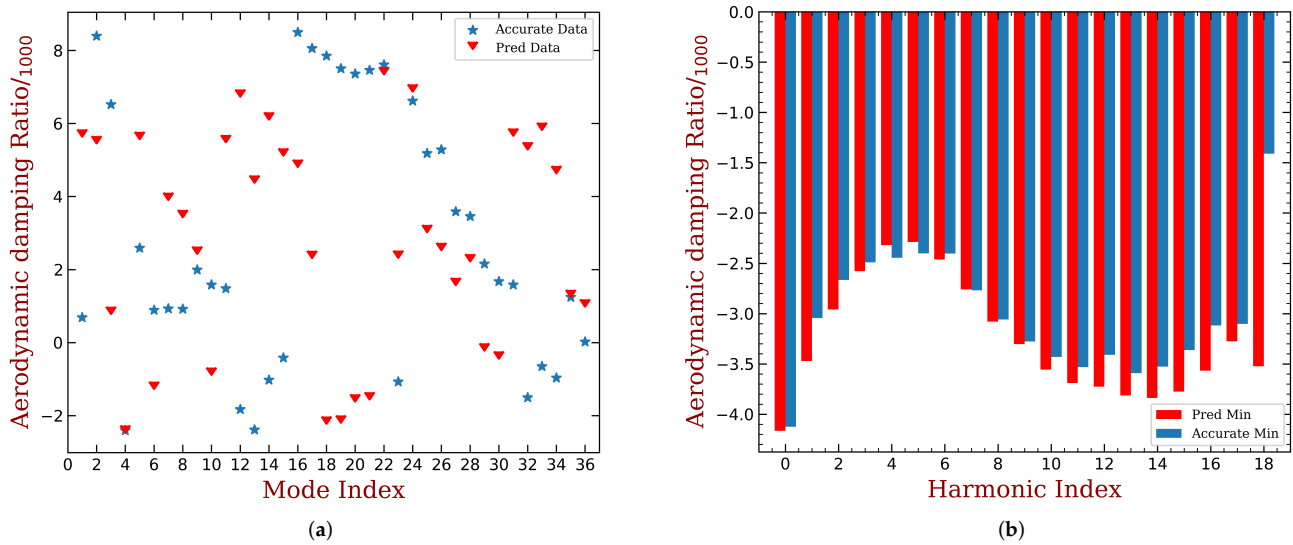 Aerodynamic damping Ratio/1000
8
6
4
2
0
−2
Accurate Data
Pred Data
0 2 4 6 8 10 12 14 16 18 20 22 24 26 28 30 32 34 36
Mode Index
(a)
Aerodynamic damping Ratio/1000
0.0
−0.5
−1.0
−1.5
−2.0
−2.5
−3.0
−3.5
−4.0
Pred Min
Accurate Min
0 2 4 6 8 10 12 14 16 18
Harmonic Index
(b)